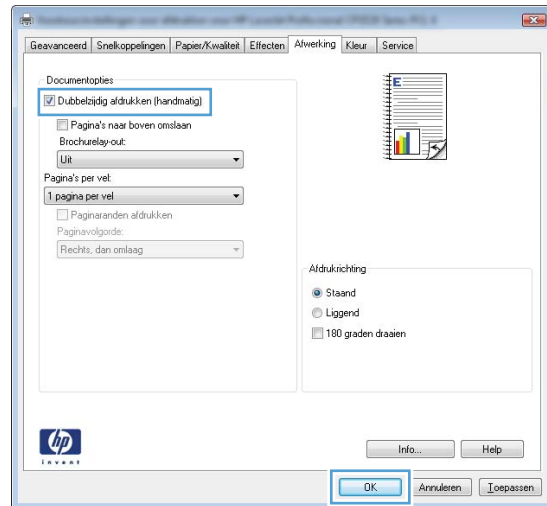 Geavanceerd Snelkoppelingen Papier/Kwaliteit Effecten Afwerking Kleur Service
Documentopties
Dubbelzijdig afdrukken (handmatig)
Pagina's naar boven omslaan
Brochurelay-out:
Uit
Pagina's per vel:
1 pagina per vel
Paginaranden afdrukken
Paginavolgorde:
Rechts, dan omlaag
E
Afdrukrichting
Staand
Liggend
180 graden draaien
hp
invent
Info... Help
OK Annuleren Toepassen